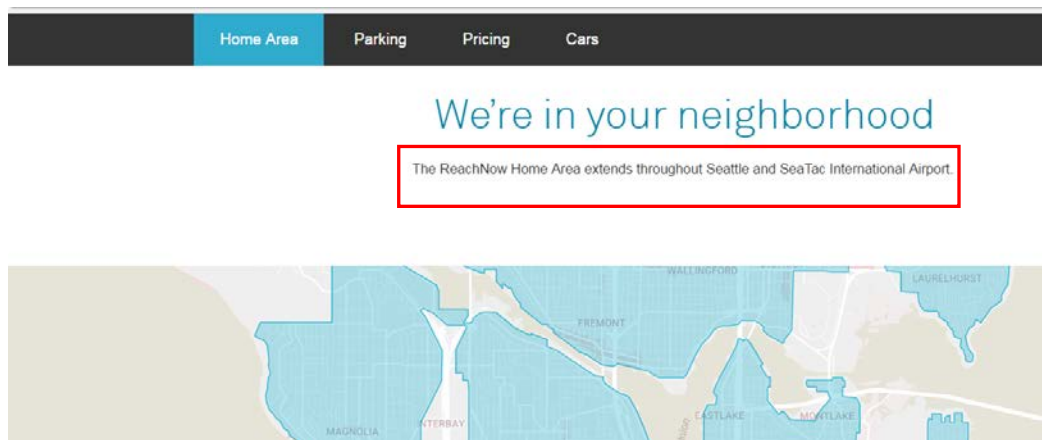 Home Area Parking Pricing Cars
We're in your neighborhood
The ReachNow Home Area extends throughout Seattle and SeaTac International Airport.
WALLINGFORD
LAURELHURST
FREMONT
EASTLAKE MONTLAKE
INTERBAY
MAGNOLIA